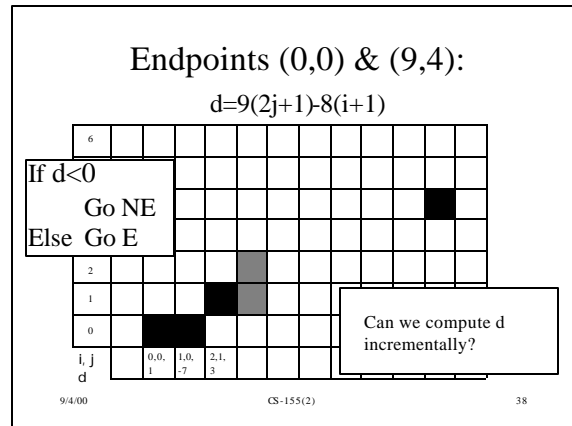 Endpoints (0,0) & (9,4):
d=9(2j+1)-8(i+1)
6
If d<0
Go NE
Else Go E
2
1
0
Can we compute d
incrementally?
i, j
d
0,0,
1
1,0,
-7
2,1,
3
9/4/00
CS-155(2)
38